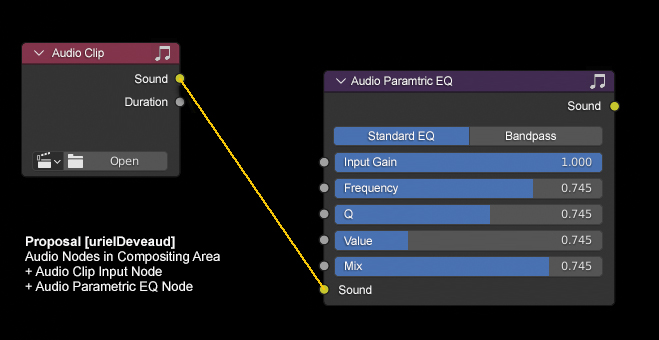 Audio Clip
Sound
Duration
Open
Audio Paramtric EQ
Sound
Standard EQ Bandpass
Input Gain 1.000
Frequency 0.745
Q 0.745
Value 0.745
Mix 0.745
Sound
Proposal [urielDeveaud]
Audio Nodes in Compositing Area
+ Audio Clip Input Node
+ Audio Parametric EQ Node